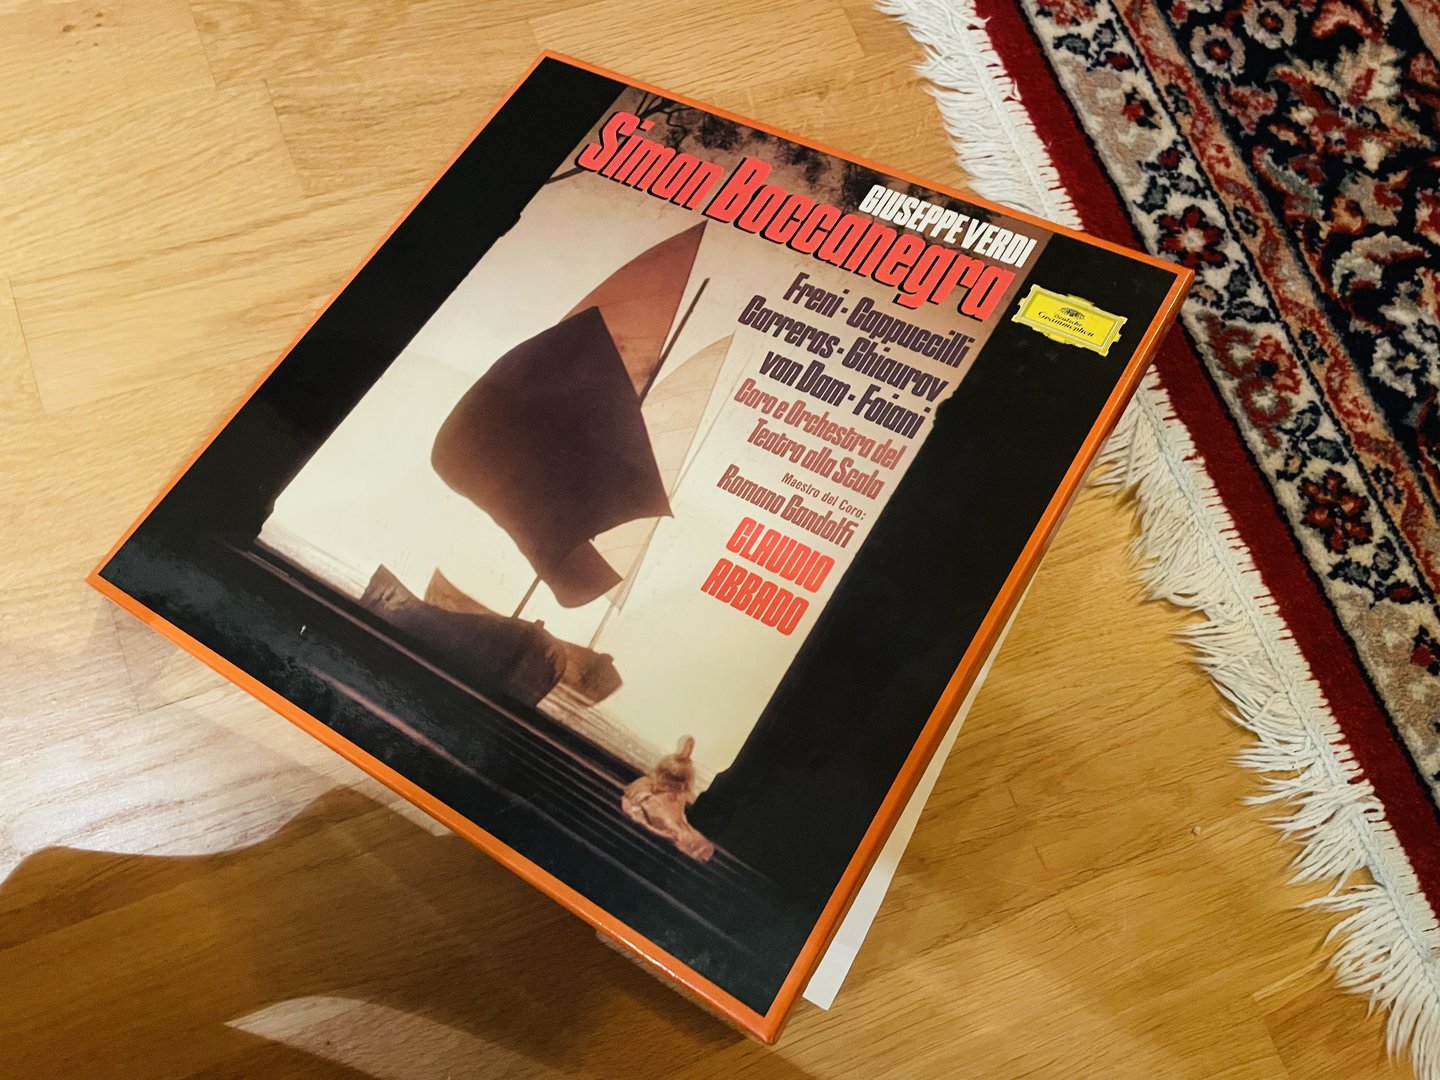 GIUSEPPE VERDI
Simon Boccanegra
Deutsche
Grammophon
Freni - Cappuccilli
Carreras - Ghiaurov
van Dam - Foiani
Coro e Orchestra del
Teatro alla Scala
Maestro del Coro:
Romano Gandolfi
CLAUDIO
ABBADO